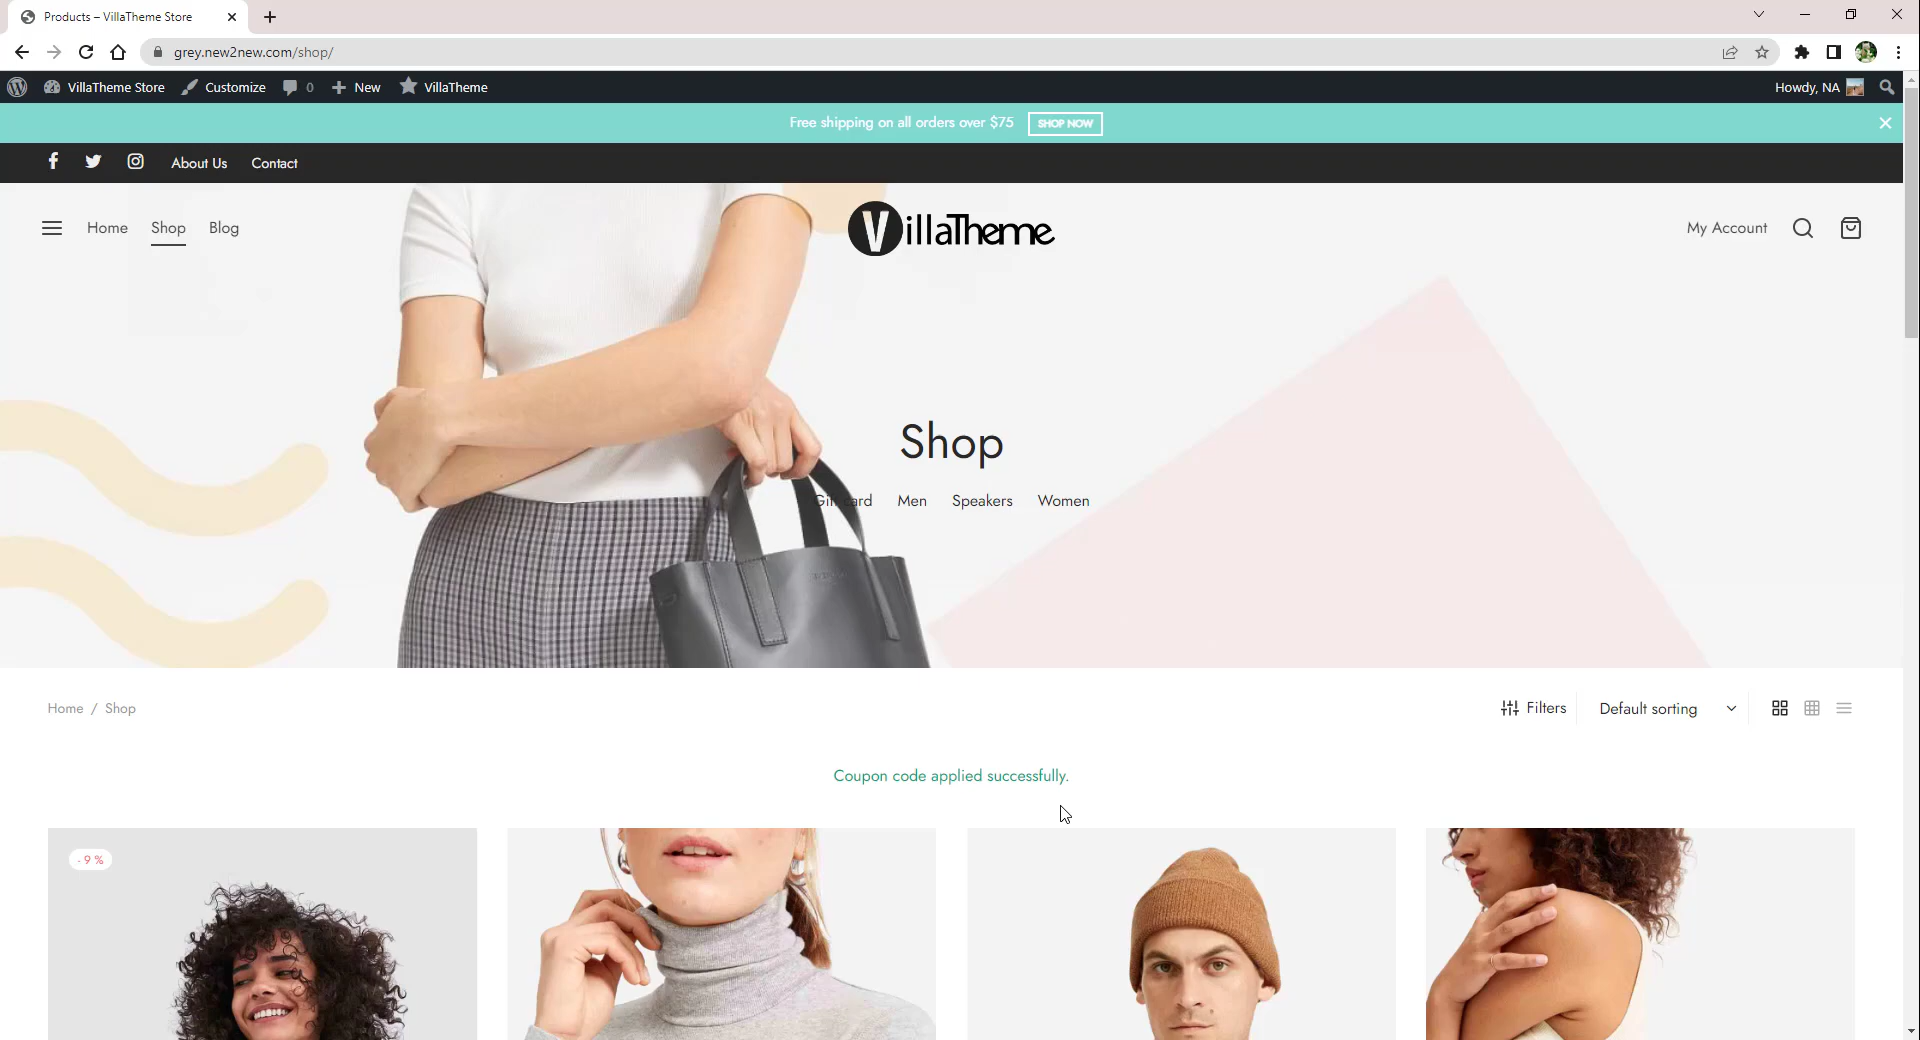 Products – VillaTheme Store
grey.new2new.com/shop/
VillaTheme Store Customize 0 New VillaTheme Howdy, NA
Free shipping on all orders over $75 SHOP NOW
About Us Contact
Home Shop Blog VillaTheme My Account
Shop
Gift card Men Speakers Women
Home / Shop Filters Default sorting
Coupon code applied successfully.
- 9 %